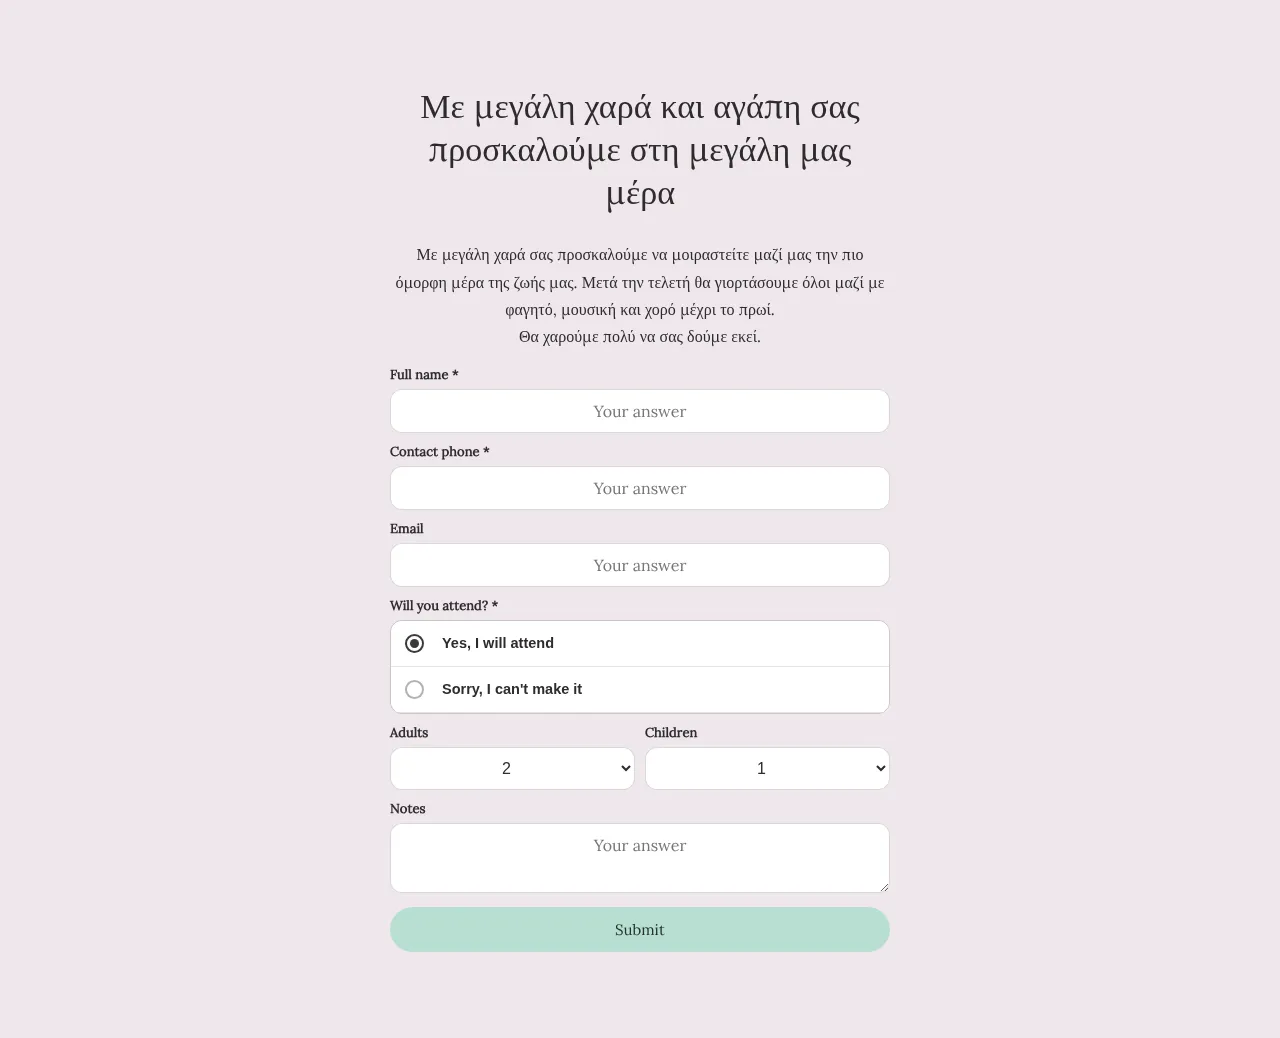 Με μεγάλη χαρά και αγάπη σας
προσκαλούμε στη μεγάλη μας
μέρα
Με μεγάλη χαρά σας προσκαλούμε να μοιραστείτε μαζί μας την πιο
όμορφη μέρα της ζωής μας. Μετά την τελετή θα γιορτάσουμε όλοι μαζί με
φαγητό, μουσική και χορό μέχρι το πρωί.
Θα χαρούμε πολύ να σας δούμε εκεί.
Full name *
Your answer
Contact phone *
Your answer
Email
Your answer
Will you attend? *
Yes, I will attend
Sorry, I can't make it
Adults Children
2 1
Notes
Your answer
Submit